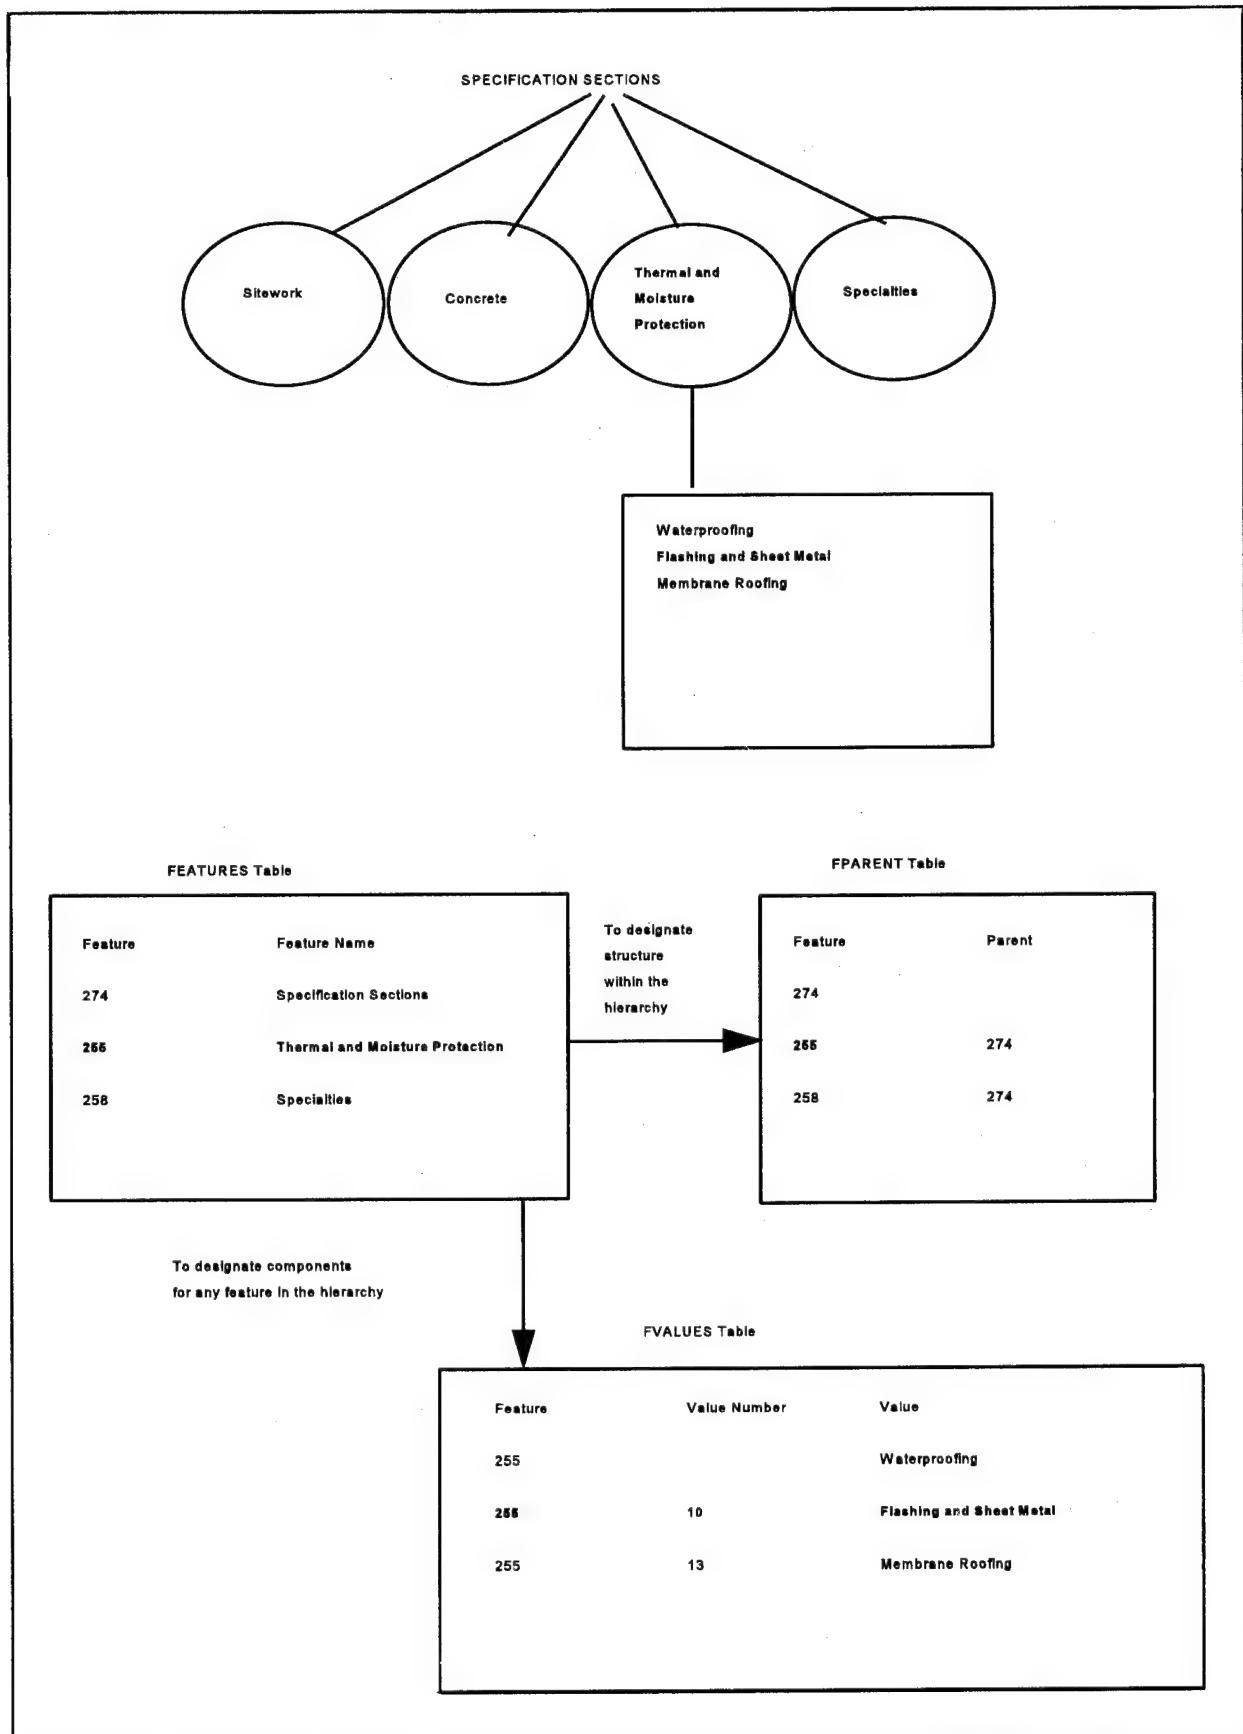 SPECIFICATION SECTIONS
Sitework
Concrete
Thermal and
Moisture
Protection
Specialties
Waterproofing
Flashing and Sheet Metal
Membrane Roofing
FEATURES Table
Feature Feature Name
274 Specification Sections
255 Thermal and Moisture Protection
258 Specialties
To designate
structure
within the
hierarchy
FPARENT Table
Feature Parent
274
255 274
258 274
To designate components
for any feature in the hierarchy
FVALUES Table
Feature Value Number Value
255 Waterproofing
255 10 Flashing and Sheet Metal
255 13 Membrane Roofing